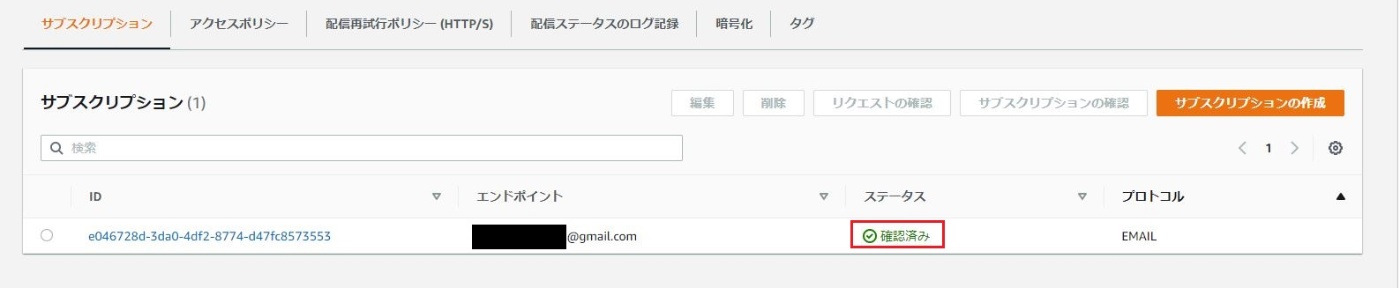 サブスクリプション アクセスポリシー 配信再試行ポリシー (HTTP/S) 配信ステータスのログ記録 暗号化 タグ
サブスクリプション (1) 編集 削除 リクエストの確認 サブスクリプションの確認 サブスクリプションの作成
検索 1
ID エンドポイント ステータス プロトコル
e046728d-3da0-4df2-8774-d47fc8573553 @gmail.com 確認済み EMAIL